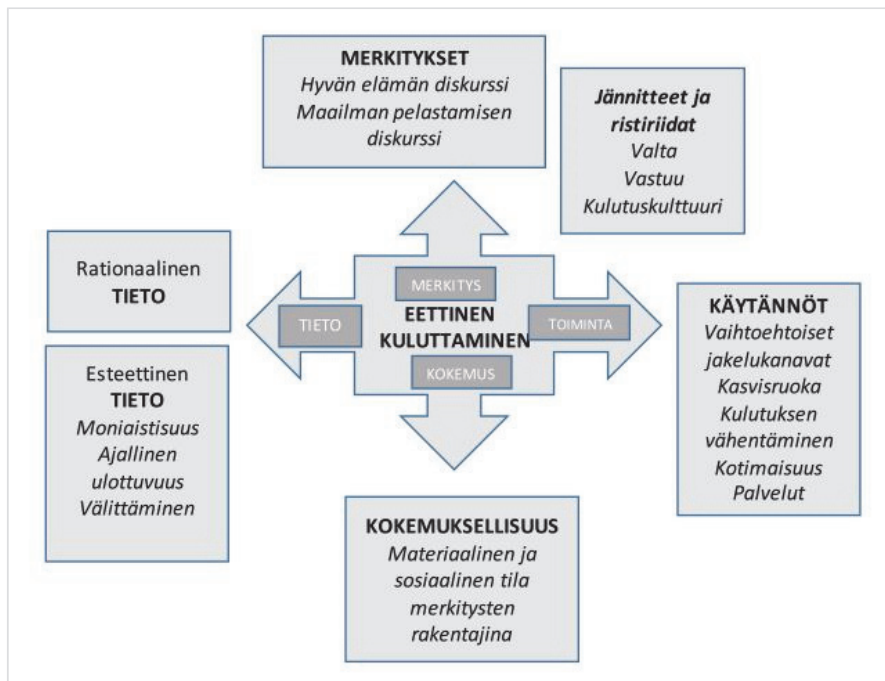 MERKITYKSET
Hyvän elämän diskurssi
Maailman pelastamisen
diskurssi
Jännitteet ja
ristiriidat
Valta
Vastuu
Kulutuskulttuuri
Rationaalinen
TIETO
Esteettinen
TIETO
Moniaistisuus
Ajallinen
ulottuvuus
Välittäminen
MERKITYS
TIETO
EETTINEN
KULUTTAMINEN
TOIMINTA
KOKEMUS
KÄYTÄNNÖT
Vaihtoehtoiset
jakelukanavat
Kasvisruoka
Kulutuksen
vähentäminen
Kotimaisuus
Palvelut
KOKEMUKSELLISUUS
Materiaalinen ja
sosiaalinen tila
merkitysten
rakentajina